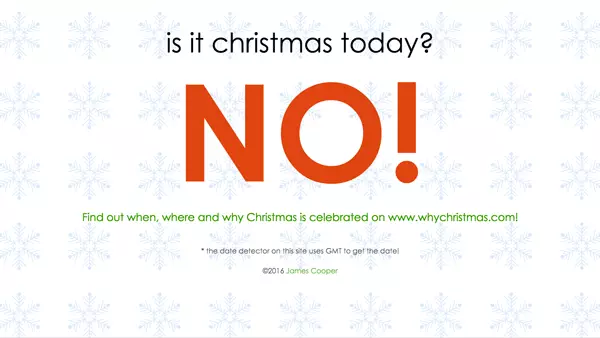 is it christmas today?
NO!
Find out when, where and why Christmas is celebrated on www.whychristmas.com!
* the date detector on this site uses GMT to get the date!
©2016 James Cooper